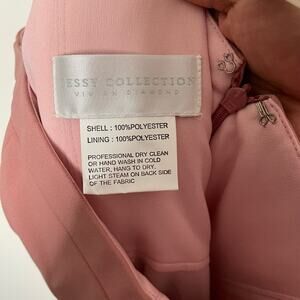 ESSY COLLECTION
VIVIAN DIAMOND
SHELL : 100%POLYESTER
LINING : 100%POLYESTER
PROFESSIONAL DRY CLEAN
OR HAND WASH IN COLD
WATER, HANG TO DRY.
LIGHT STEAM ON BACK SIDE
OF THE FABRIC